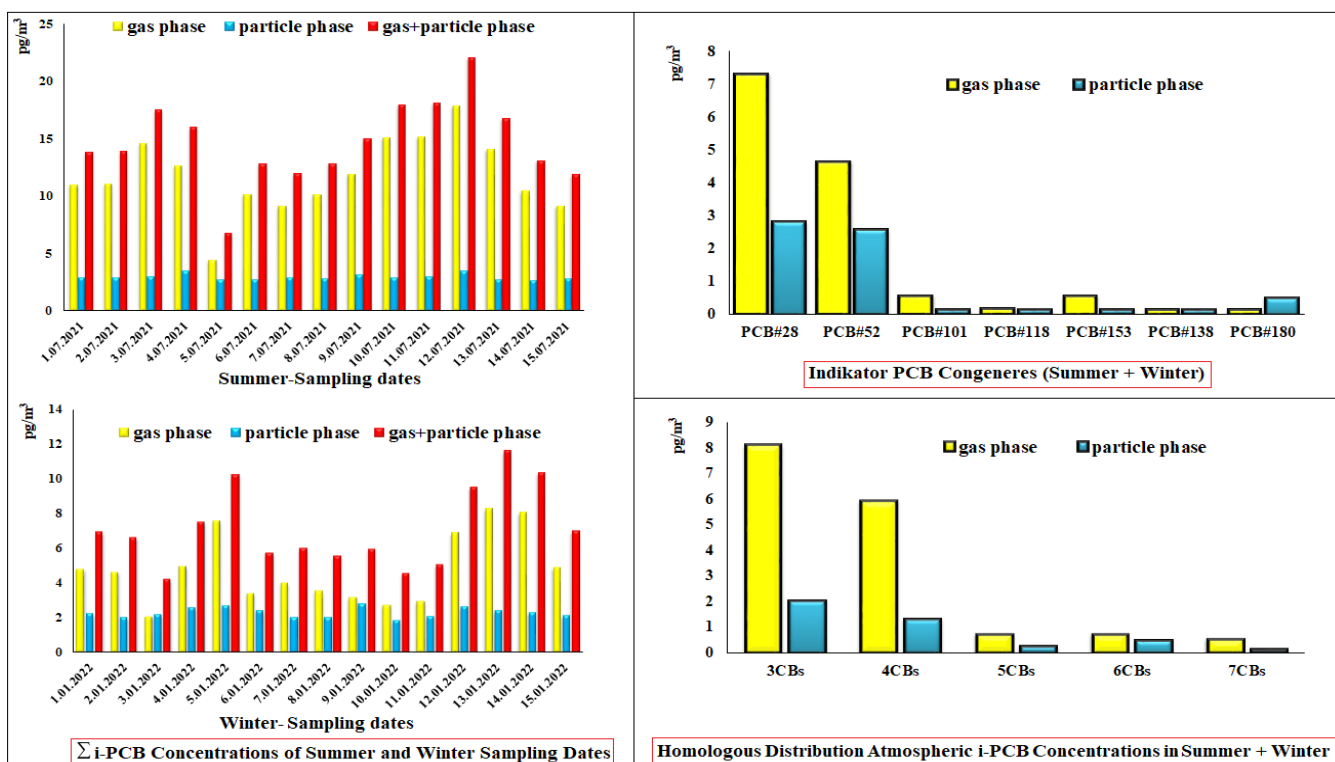 pg/m³
gas phase particle phase gas+particle phase
25
20
15
10
5
0
1.07.2021 2.07.2021 3.07.2021 4.07.2021 5.07.2021 6.07.2021 7.07.2021 8.07.2021 9.07.2021 10.07.2021 11.07.2021 12.07.2021 13.07.2021 14.07.2021 15.07.2021
Summer-Sampling dates
pg/m³
gas phase particle phase gas+particle phase
14
12
10
8
6
4
2
0
1.01.2022 2.01.2022 3.01.2022 4.01.2022 5.01.2022 6.01.2022 7.01.2022 8.01.2022 9.01.2022 10.01.2022 11.01.2022 12.01.2022 13.01.2022 14.01.2022 15.01.2022
Winter- Sampling dates
∑ i-PCB Concentrations of Summer and Winter Sampling Dates
pg/m³
gas phase particle phase
8
7
6
5
4
3
2
1
0
PCB#28 PCB#52 PCB#101 PCB#118 PCB#153 PCB#138 PCB#180
Indikator PCB Congeneres (Summer + Winter)
pg/m³
gas phase particle phase
9
8
7
6
5
4
3
2
1
0
3CBs 4CBs 5CBs 6CBs 7CBs
Homologous Distribution Atmospheric i-PCB Concentrations in Summer + Winter